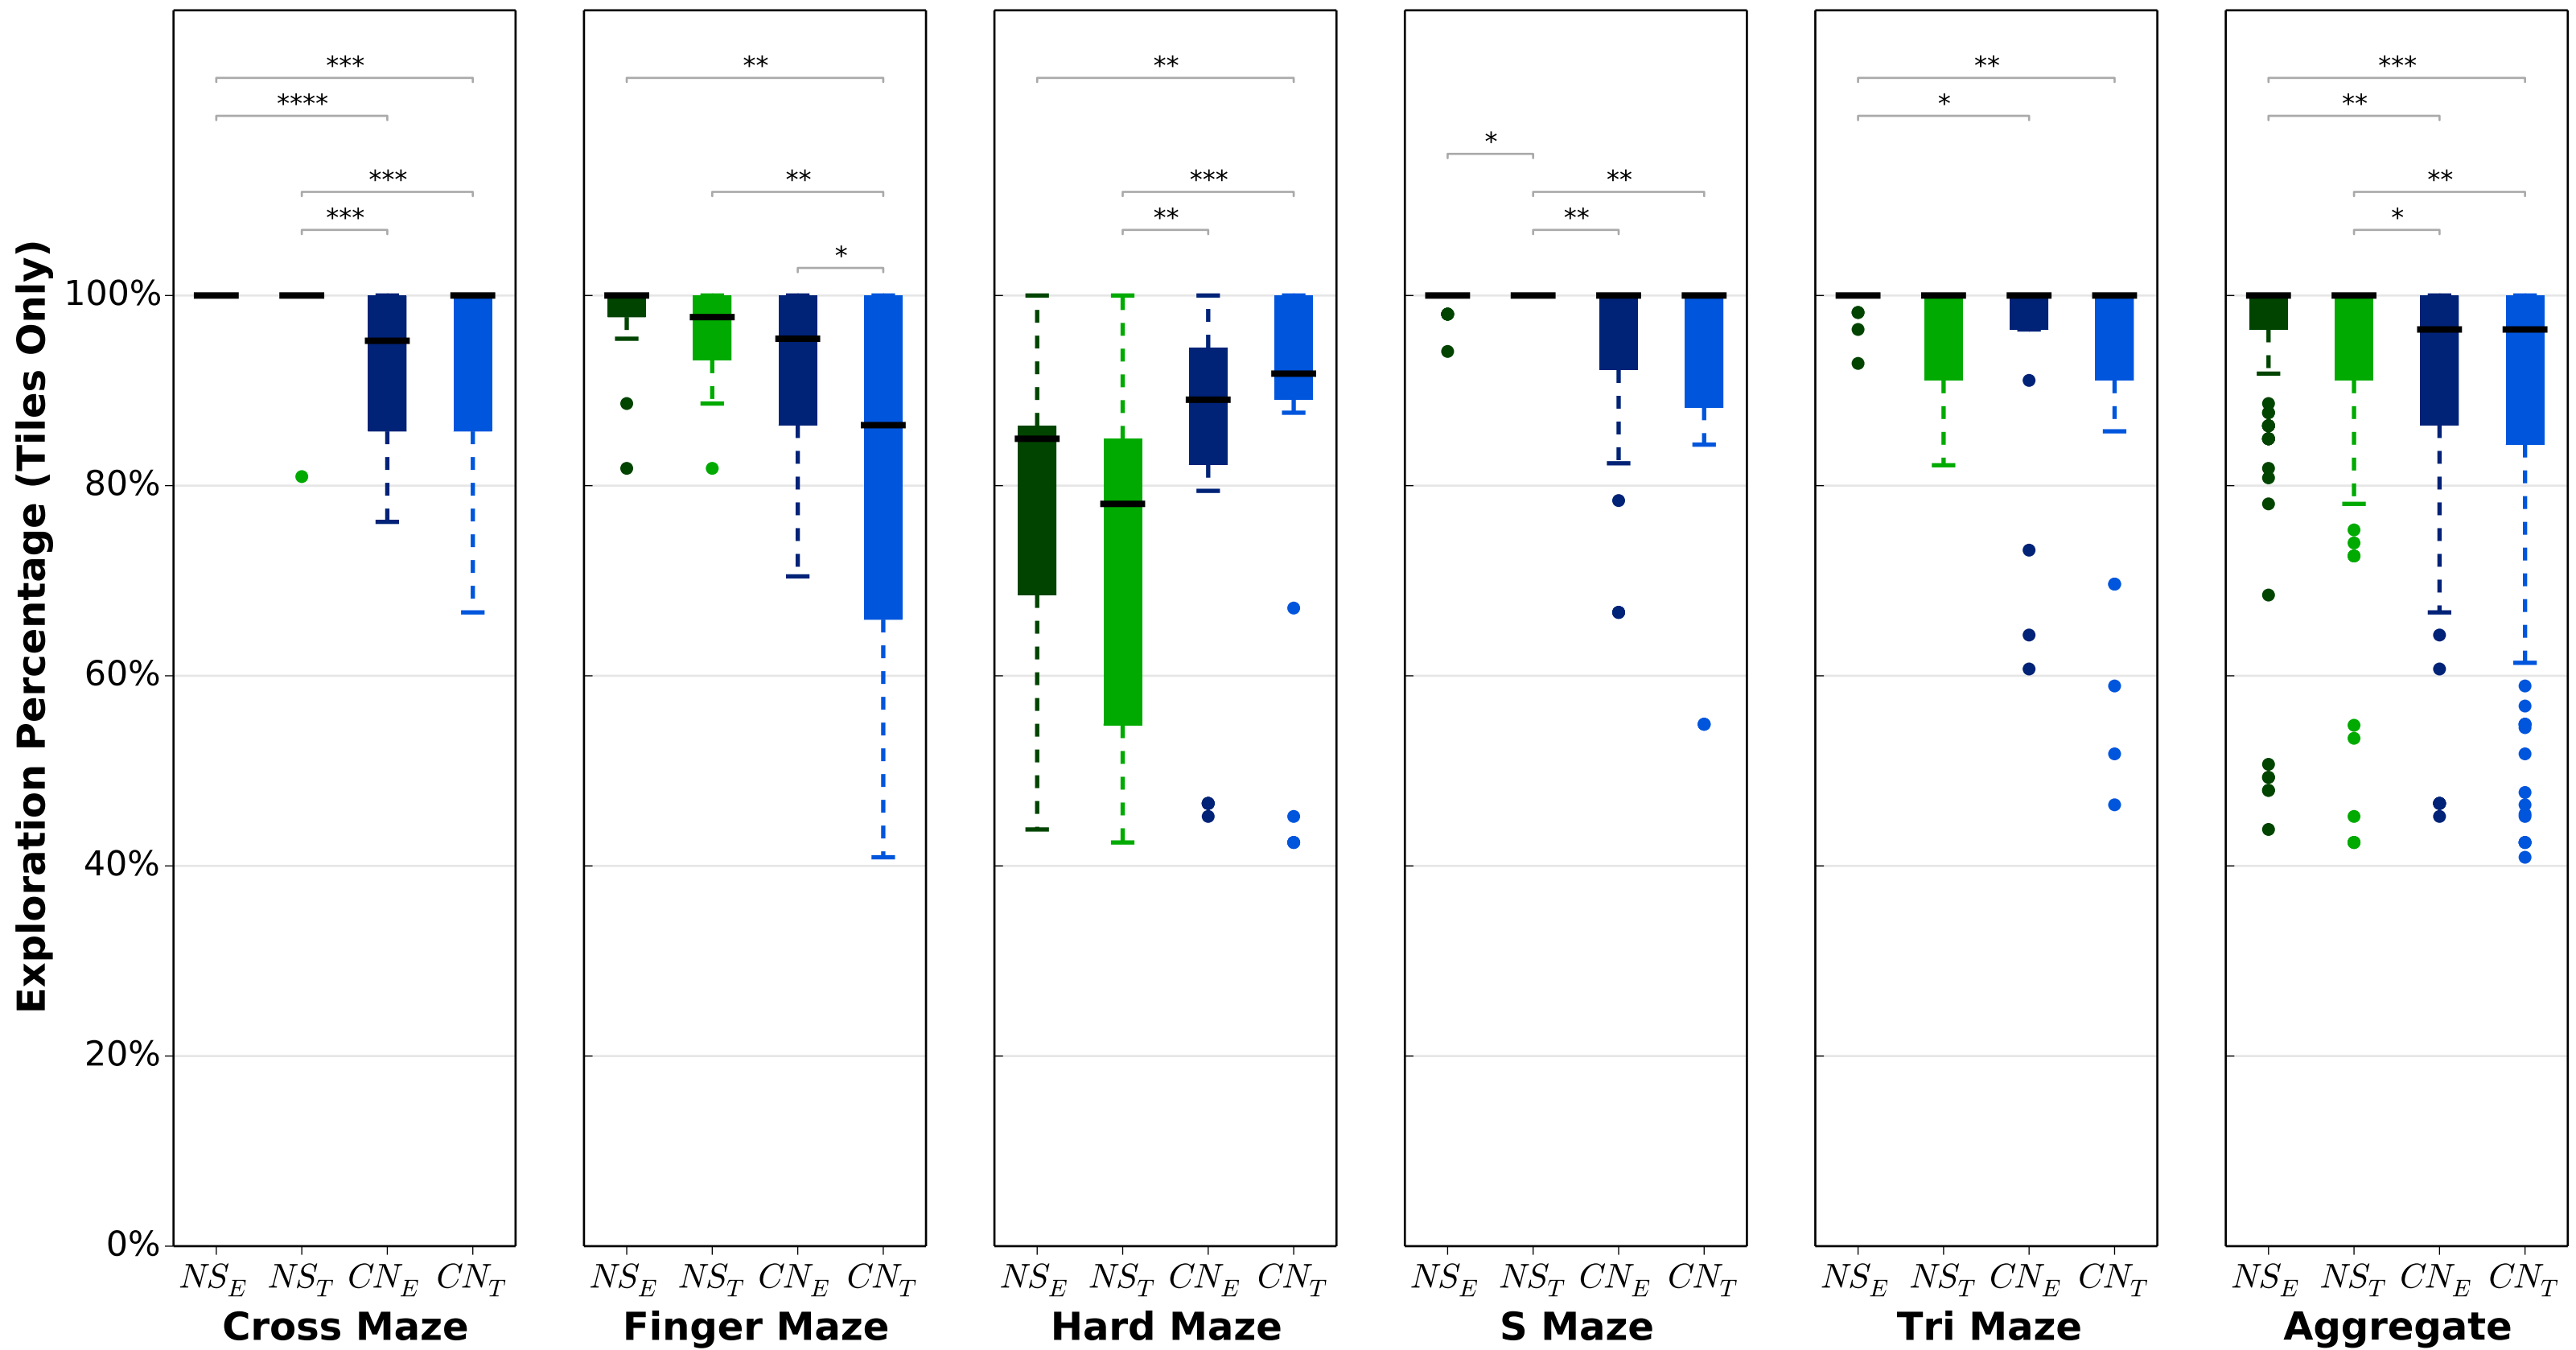 Exploration Percentage (Tiles Only)
100%
80%
60%
40%
20%
0%
***
****
***
***
NS_E NS_T CN_E CN_T
Cross Maze
**
**
*
NS_E NS_T CN_E CN_T
Finger Maze
**
***
**
NS_E NS_T CN_E CN_T
Hard Maze
*
**
**
NS_E NS_T CN_E CN_T
S Maze
**
*
NS_E NS_T CN_E CN_T
Tri Maze
***
**
**
*
NS_E NS_T CN_E CN_T
Aggregate